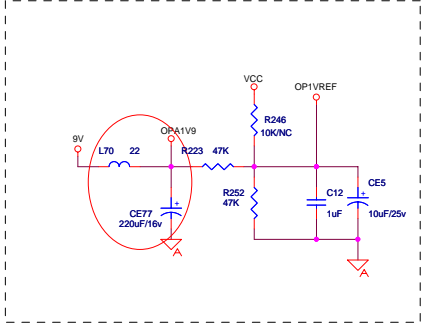 VCC
OP1VREF
R246
10K/NC
9V
L70 22
OPA1V9
R223 47K
R252
47K
C12
1uF
CE5
10uF/25v
CE77
220uF/16v
A
A